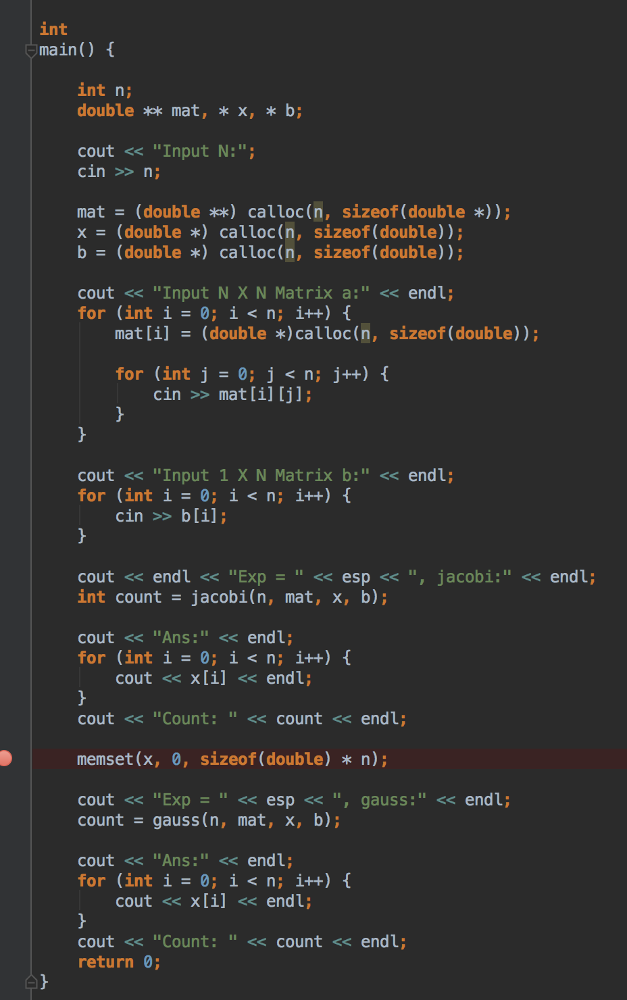 int
main() {
int n;
double ** mat, * x, * b;
cout << "Input N:";
cin >> n;
mat = (double **) calloc(n, sizeof(double *));
x = (double *) calloc(n, sizeof(double));
b = (double *) calloc(n, sizeof(double));
cout << "Input N X N Matrix a:" << endl;
for (int i = 0; i < n; i++) {
mat[i] = (double *)calloc(n, sizeof(double));
for (int j = 0; j < n; j++) {
cin >> mat[i][j];
}
}
cout << "Input 1 X N Matrix b:" << endl;
for (int i = 0; i < n; i++) {
cin >> b[i];
}
cout << endl << "Exp = " << esp << ", jacobi:" << endl;
int count = jacobi(n, mat, x, b);
cout << "Ans:" << endl;
for (int i = 0; i < n; i++) {
cout << x[i] << endl;
}
cout << "Count: " << count << endl;
memset(x, 0, sizeof(double) * n);
cout << "Exp = " << esp << ", gauss:" << endl;
count = gauss(n, mat, x, b);
cout << "Ans:" << endl;
for (int i = 0; i < n; i++) {
cout << x[i] << endl;
}
cout << "Count: " << count << endl;
return 0;
}